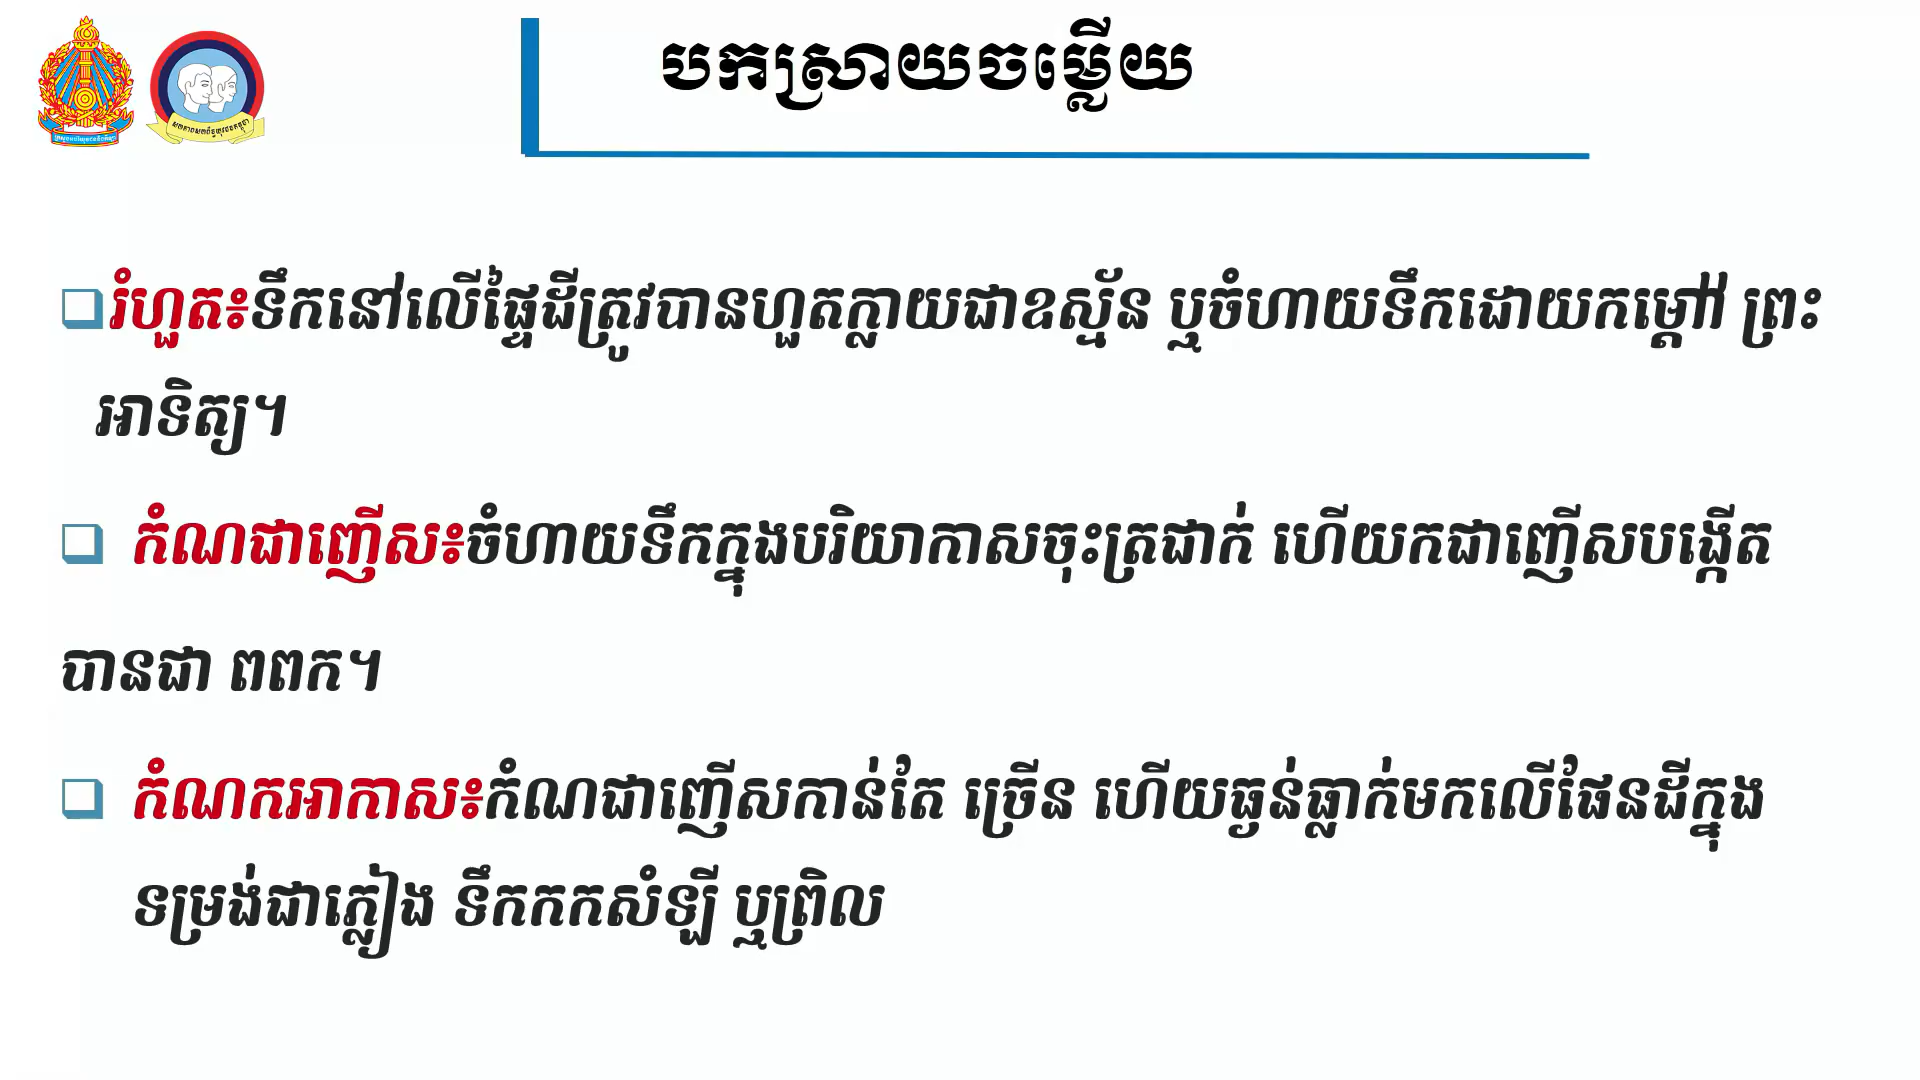 បកស្រាយចម្លើយ
រំហួត៖ទឹកនៅលើផ្ទៃដីត្រូវបានហួតក្លាយជាឧស្ម័ន ឬចំហាយទឹកដោយកម្តៅ ព្រះ
អាទិត្យ។
កំណជាញើស៖ចំហាយទឹកក្នុងបរិយាកាសចុះត្រជាក់ ហើយកជាញើសបង្កើត
បានជា ពពក។
កំណកអាកាស៖កំណជាញើសកាន់តែ ច្រើន ហើយធ្ងន់ធ្លាក់មកលើផែនដីក្នុង
ទម្រង់ជាភ្លៀង ទឹកកកសំឡី ឬព្រិល